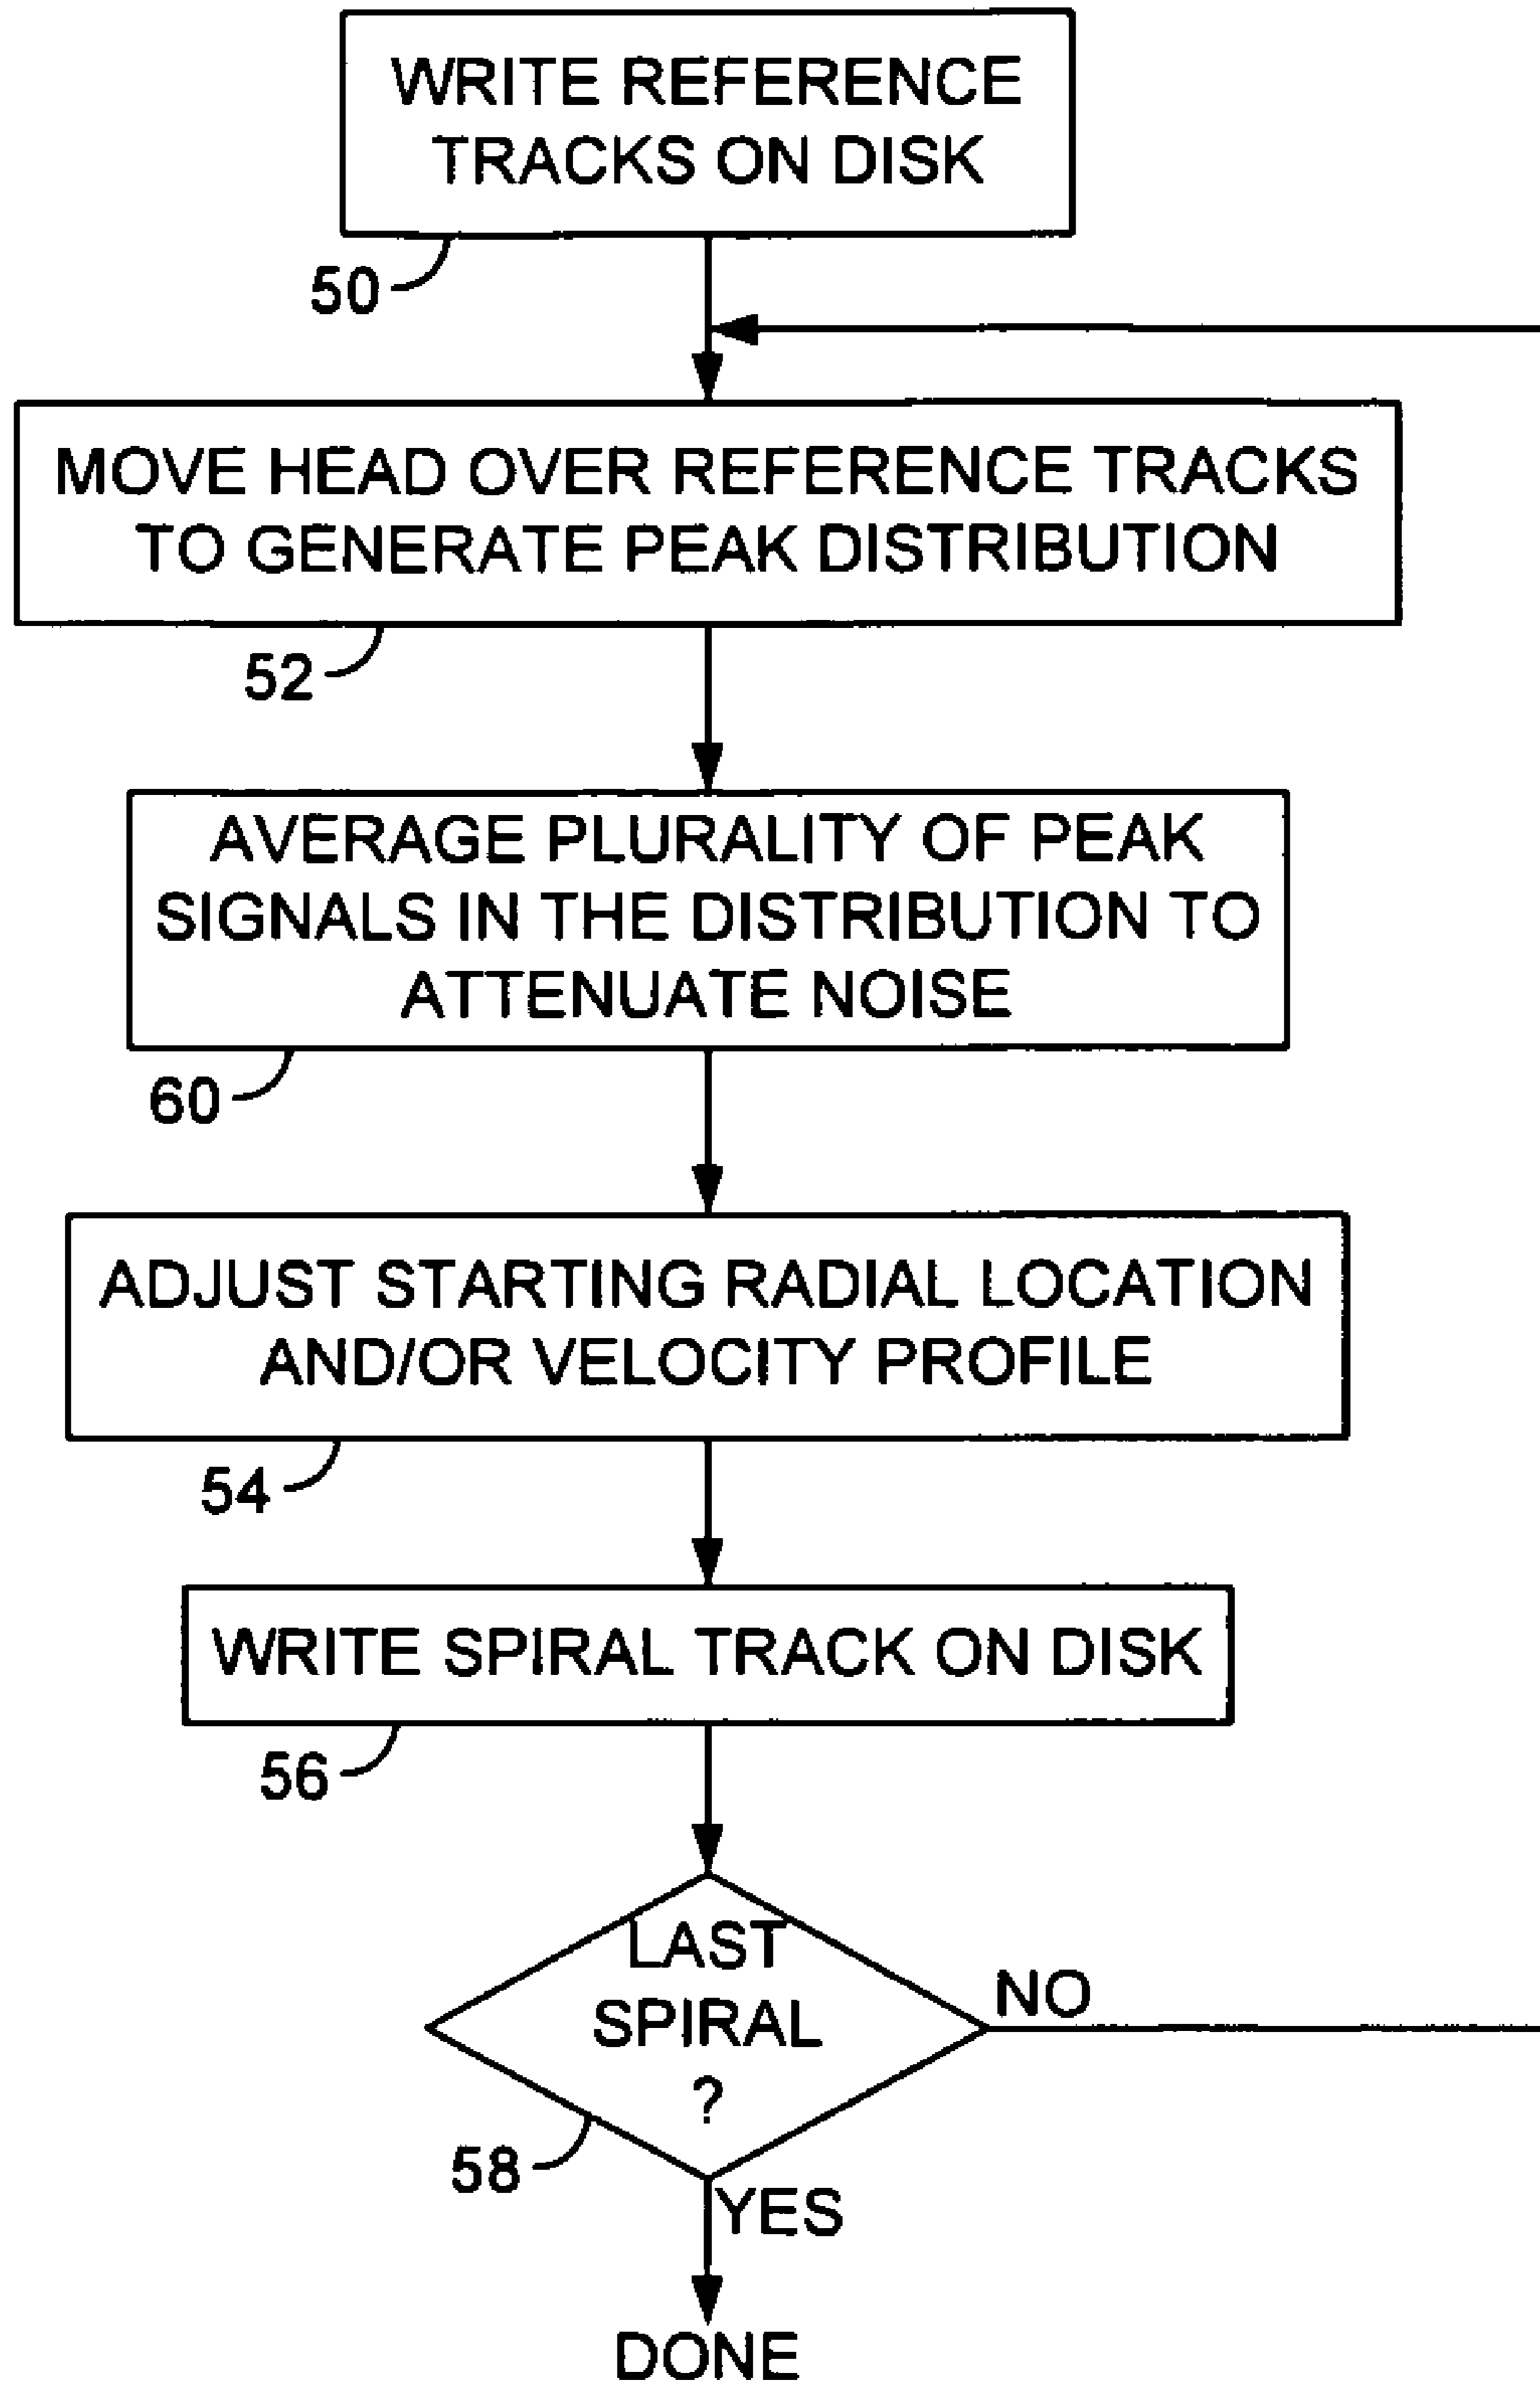 WRITE REFERENCE
TRACKS ON DISK
50
MOVE HEAD OVER REFERENCE TRACKS
TO GENERATE PEAK DISTRIBUTION
52
AVERAGE PLURALITY OF PEAK
SIGNALS IN THE DISTRIBUTION TO
ATTENUATE NOISE
60
ADJUST STARTING RADIAL LOCATION
AND/OR VELOCITY PROFILE
54
WRITE SPIRAL TRACK ON DISK
56
LAST
SPIRAL
?
NO
58
YES
DONE